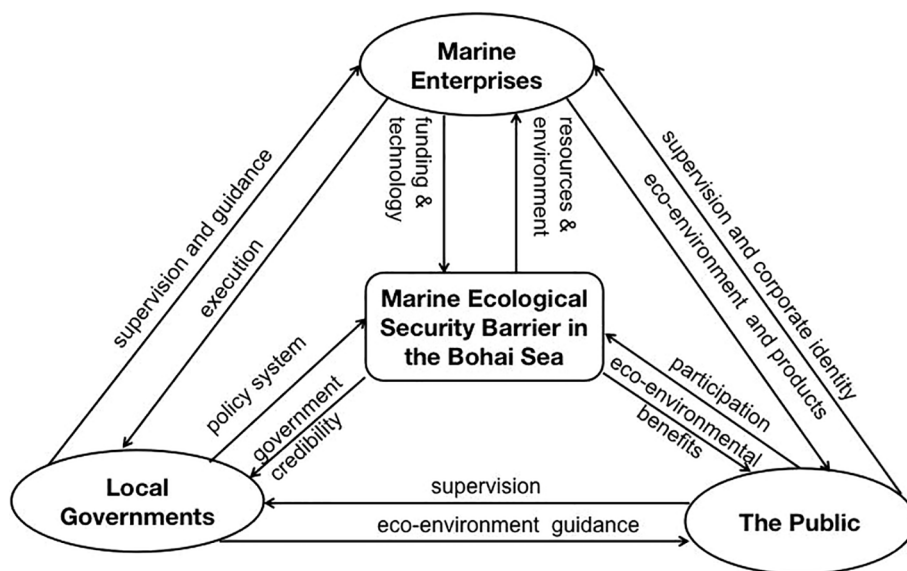 Marine
Enterprises
supervision and guidance
execution
funding &
technology
resources &
environment
eco-environment and products
supervision and corporate identity
Marine Ecological
Security Barrier in
the Bohai Sea
policy system
government
credibility
participation
eco-environmental
benefits
Local
Governments
supervision
eco-environment guidance
The Public